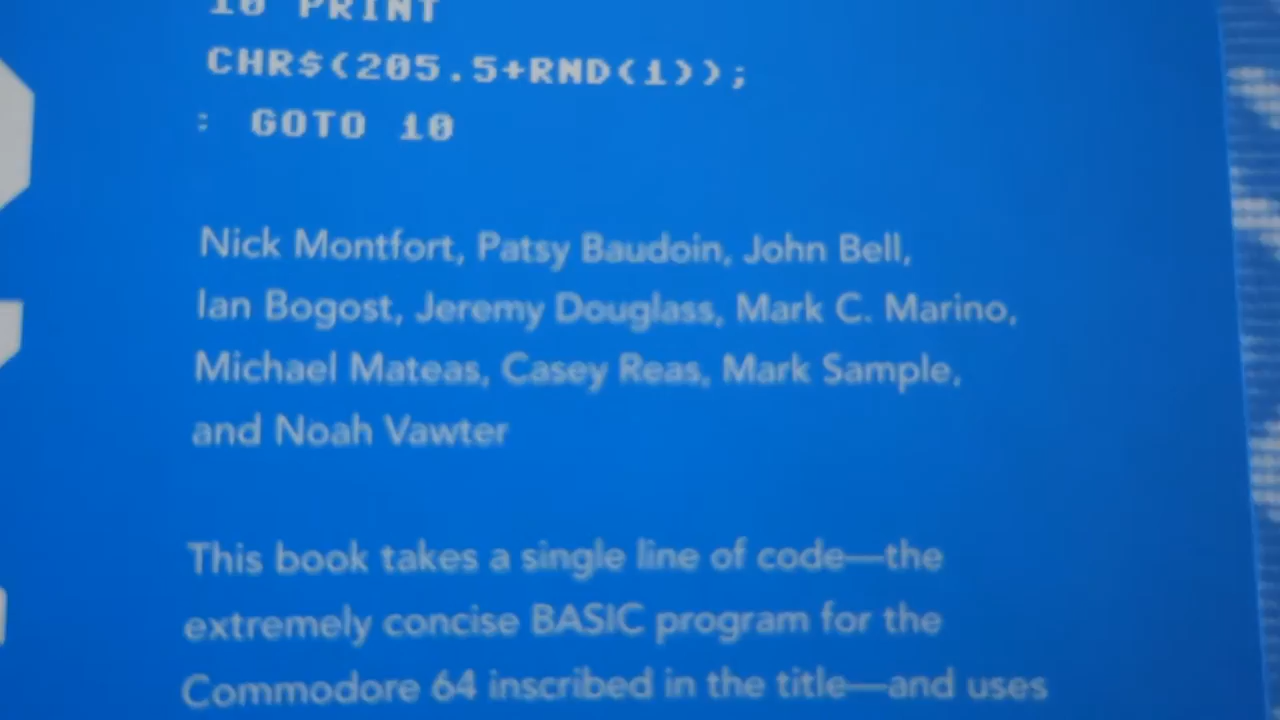 10 PRINT
CHR$(205.5+RND(1));
: GOTO 10
Nick Montfort, Patsy Baudoin, John Bell,
Ian Bogost, Jeremy Douglass, Mark C. Marino,
Michael Mateas, Casey Reas, Mark Sample,
and Noah Vawter
This book takes a single line of code—the
extremely concise BASIC program for the
Commodore 64 inscribed in the title—and uses